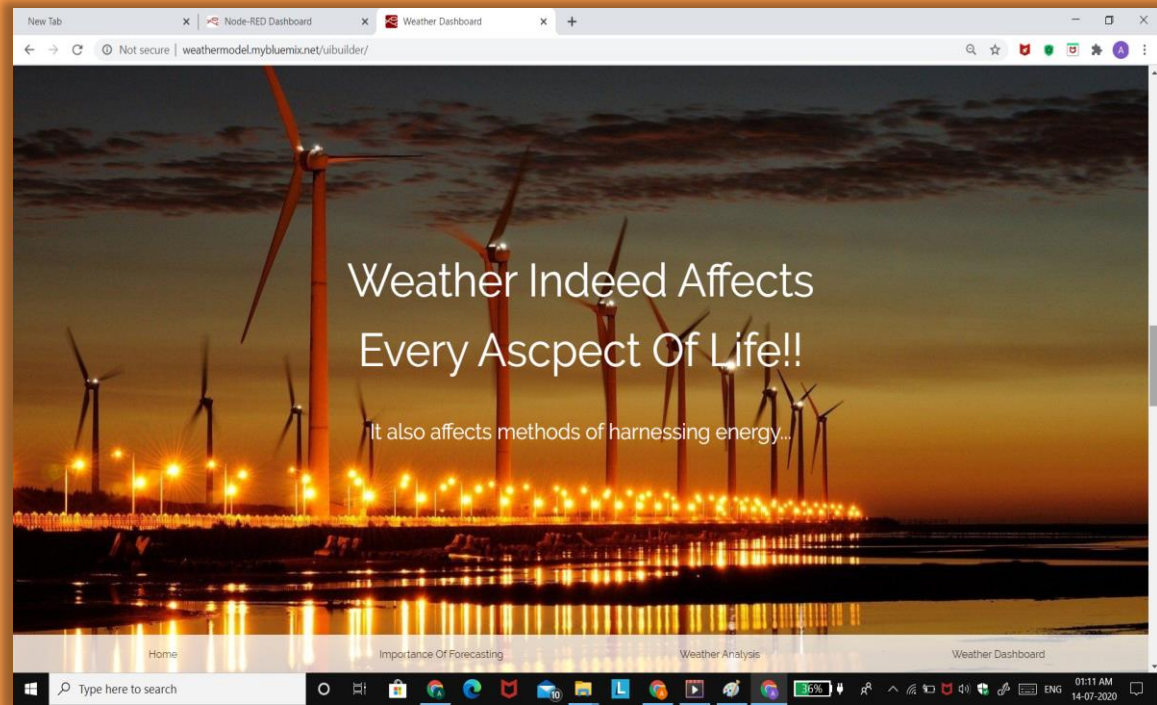 New Tab
Node-RED Dashboard
Weather Dashboard
Not secure | weathermodel.mybluemix.net/uibuilder/
A
Weather Indeed Affects
Every Ascpect Of Life!!
It also affects methods of harnessing energy...
Home
Importance Of Forecasting
Weather Analysis
Weather Dashboard
Type here to search
10
L
36%
ENG
01:11 AM
14-07-2020